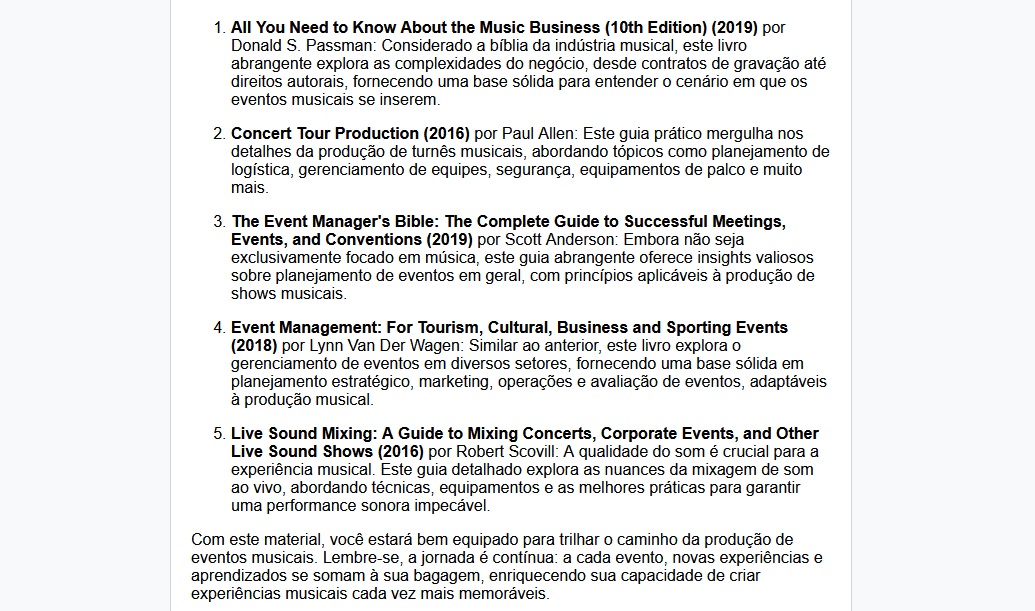 1. All You Need to Know About the Music Business (10th Edition) (2019) por
Donald S. Passman: Considerado a bíblia da indústria musical, este livro
abrangente explora as complexidades do negócio, desde contratos de gravação até
direitos autorais, fornecendo uma base sólida para entender o cenário em que os
eventos musicais se inserem.
2. Concert Tour Production (2016) por Paul Allen: Este guia prático mergulha nos
detalhes da produção de turnês musicais, abordando tópicos como planejamento de
logística, gerenciamento de equipes, segurança, equipamentos de palco e muito
mais.
3. The Event Manager's Bible: The Complete Guide to Successful Meetings,
Events, and Conventions (2019) por Scott Anderson: Embora não seja
exclusivamente focado em música, este guia abrangente oferece insights valiosos
sobre planejamento de eventos em geral, com princípios aplicáveis à produção de
shows musicais.
4. Event Management: For Tourism, Cultural, Business and Sporting Events
(2018) por Lynn Van Der Wagen: Similar ao anterior, este livro explora o
gerenciamento de eventos em diversos setores, fornecendo uma base sólida em
planejamento estratégico, marketing, operações e avaliação de eventos, adaptáveis
à produção musical.
5. Live Sound Mixing: A Guide to Mixing Concerts, Corporate Events, and Other
Live Sound Shows (2016) por Robert Scovill: A qualidade do som é crucial para a
experiência musical. Este guia detalhado explora as nuances da mixagem de som
ao vivo, abordando técnicas, equipamentos e as melhores práticas para garantir
uma performance sonora impecável.
Com este material, você estará bem equipado para trilhar o caminho da produção de
eventos musicais. Lembre-se, a jornada é contínua: a cada evento, novas experiências e
aprendizados se somam à sua bagagem, enriquecendo sua capacidade de criar
experiências musicais cada vez mais memoráveis.